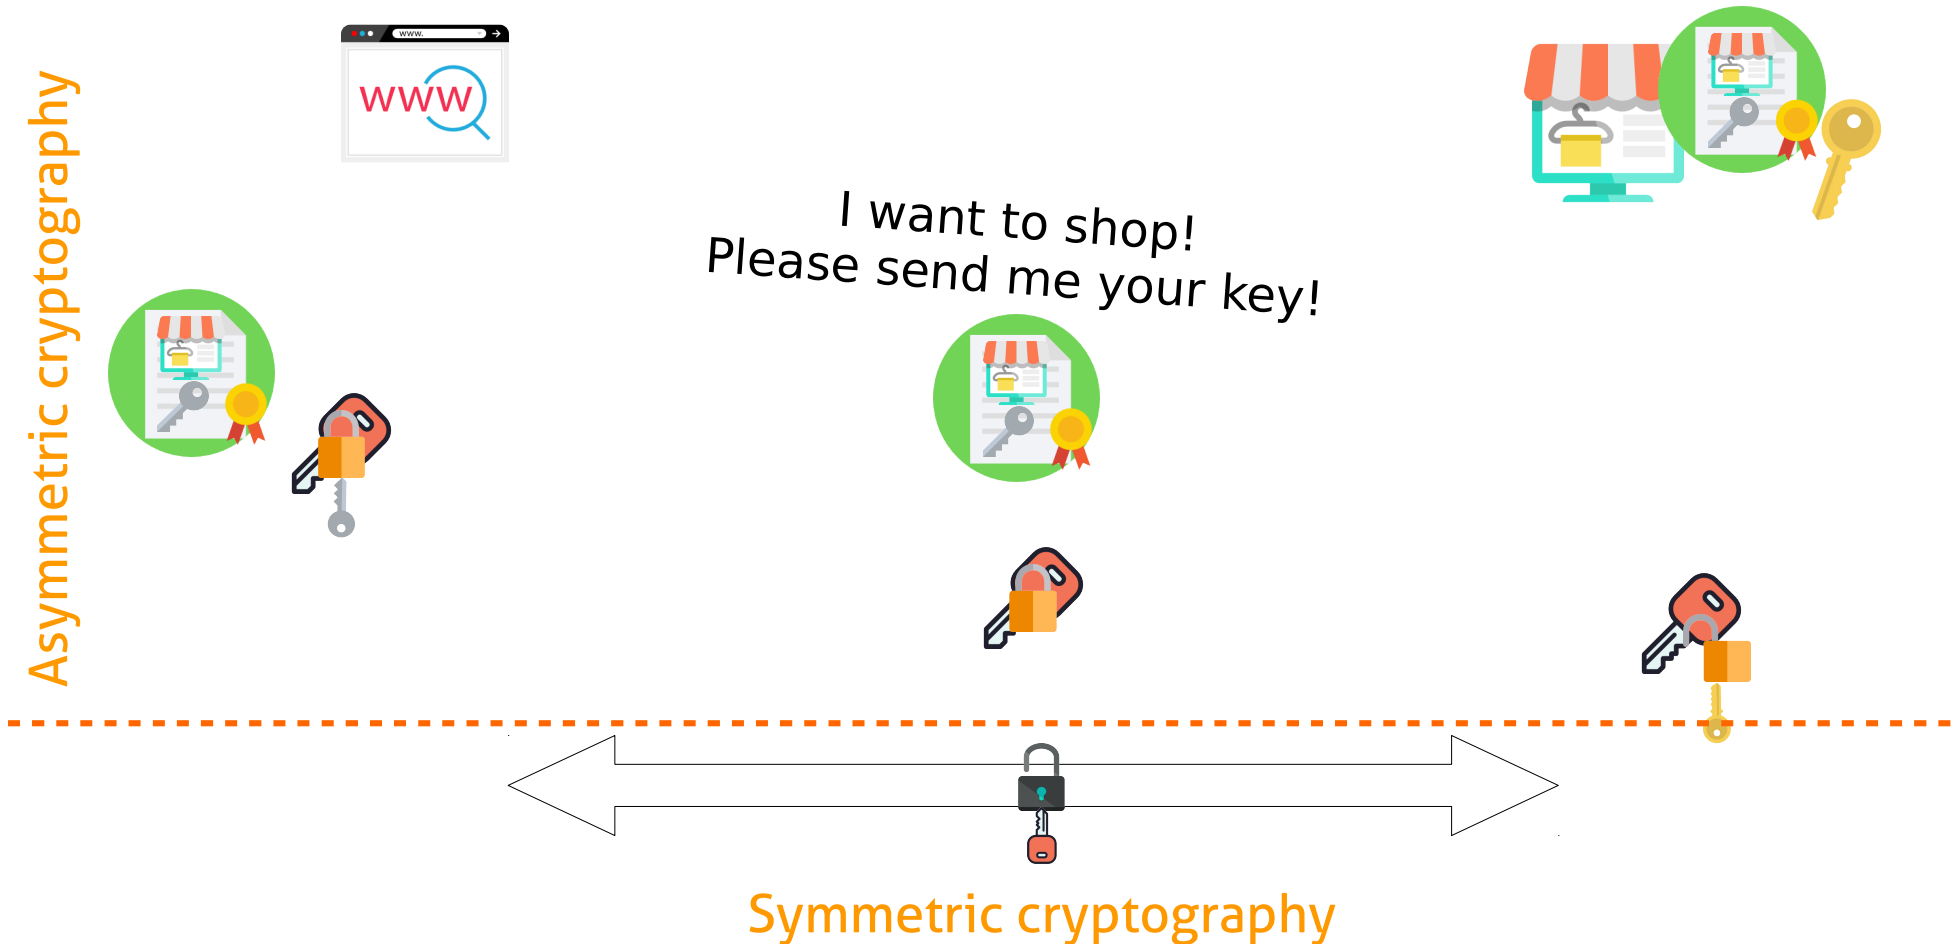 www.
www
I want to shop!
Please send me your key!
Asymmetric cryptography
Symmetric cryptography